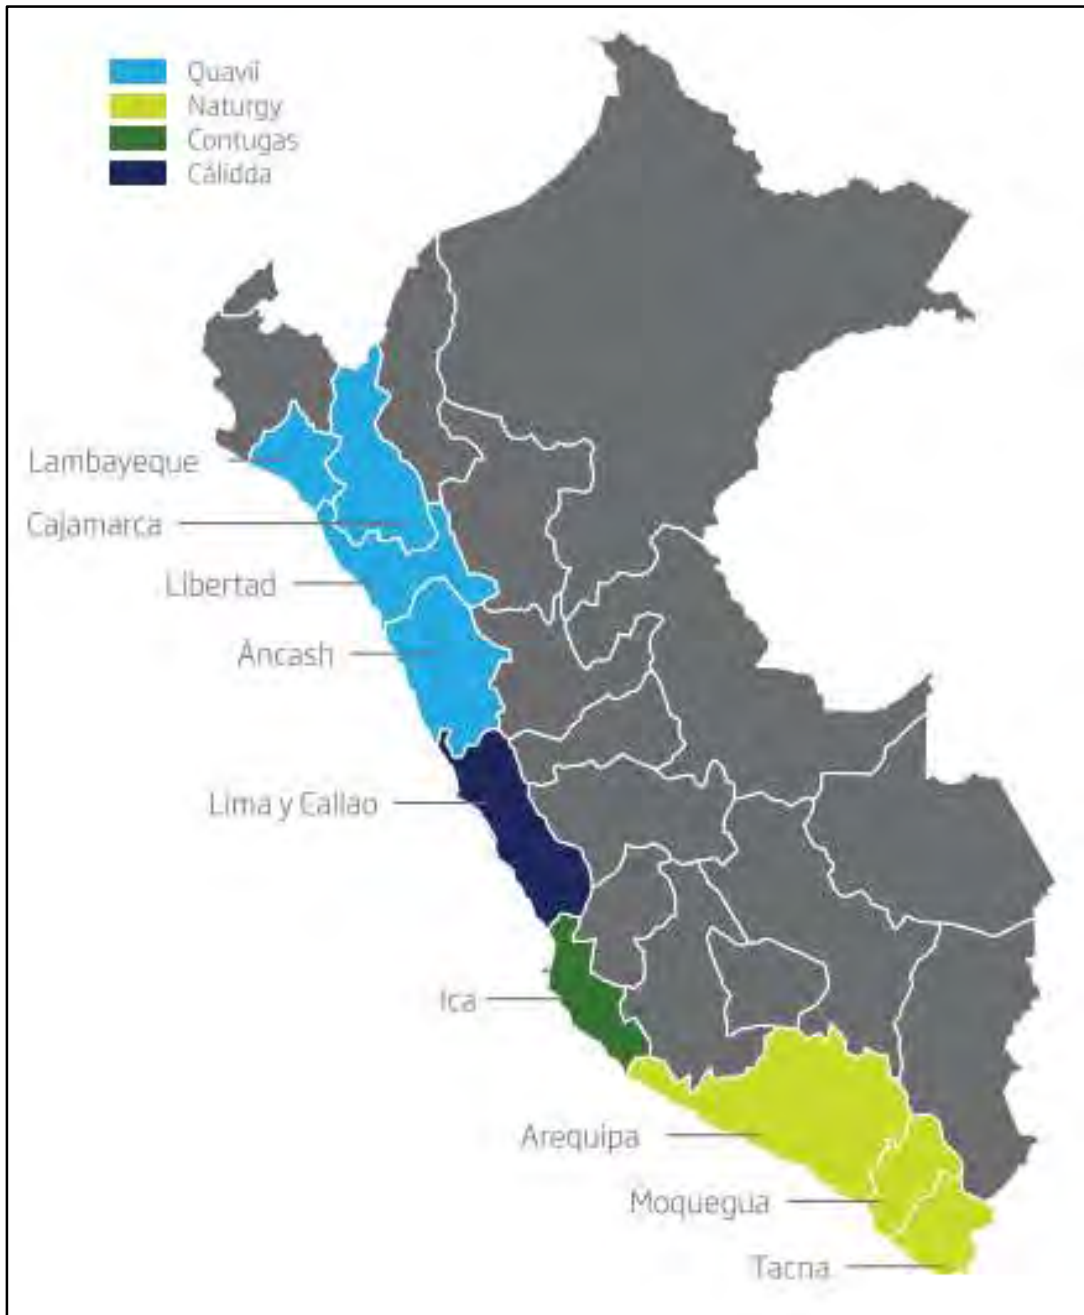 Quavii
Naturgy
Contugas
Cálidda
Lambayeque
Cajamarca
Libertad
Áncash
Lima y Callao
Ica
Arequipa
Moquegua
Tacna